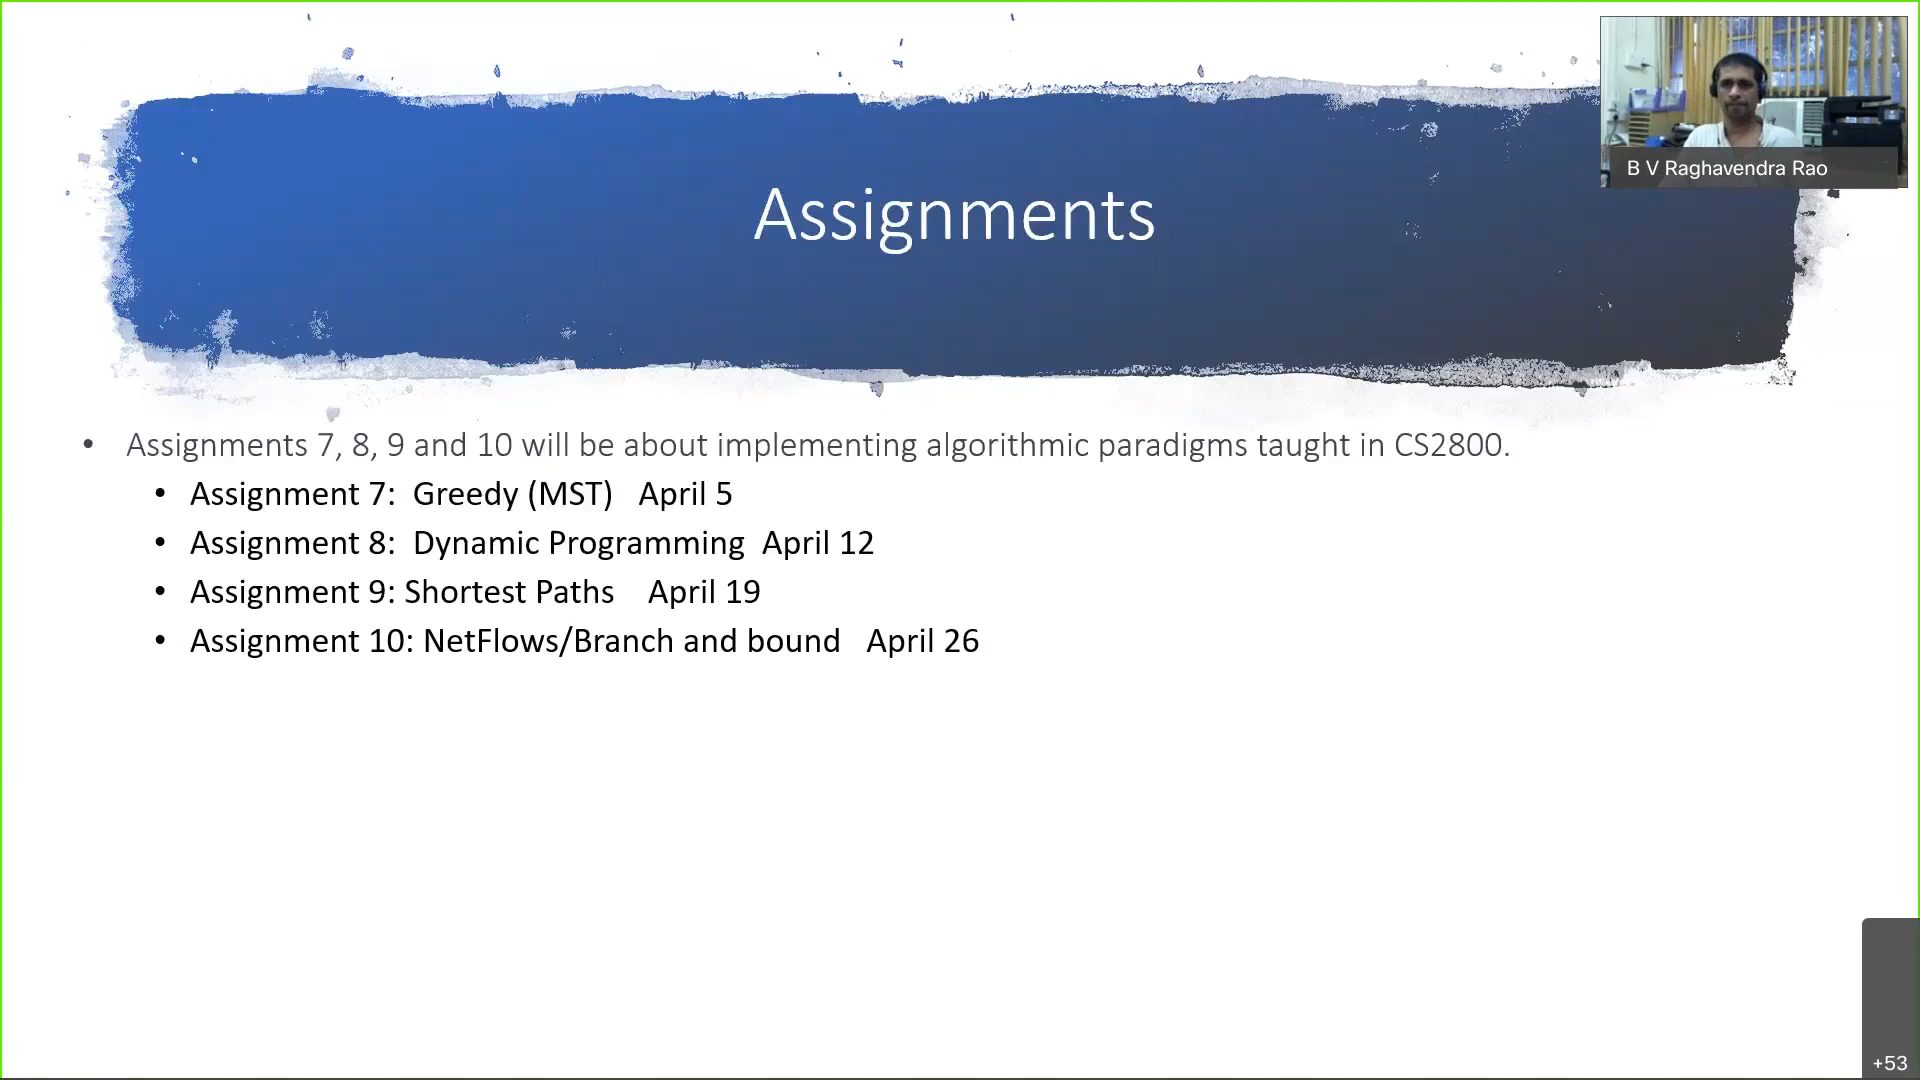 B V Raghavendra Rao
Assignments
• Assignments 7, 8, 9 and 10 will be about implementing algorithmic paradigms taught in CS2800.
• Assignment 7: Greedy (MST) April 5
• Assignment 8: Dynamic Programming April 12
• Assignment 9: Shortest Paths April 19
• Assignment 10: NetFlows/Branch and bound April 26
+53